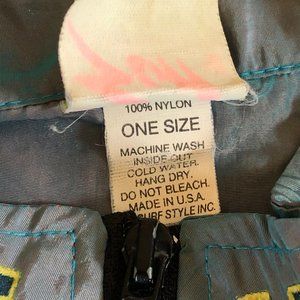 100% NYLON
ONE SIZE
MACHINE WASH
INSIDE OUT
COLD WATER.
HANG DRY.
DO NOT BLEACH.
MADE IN U.S.A.
SURF STYLE INC.